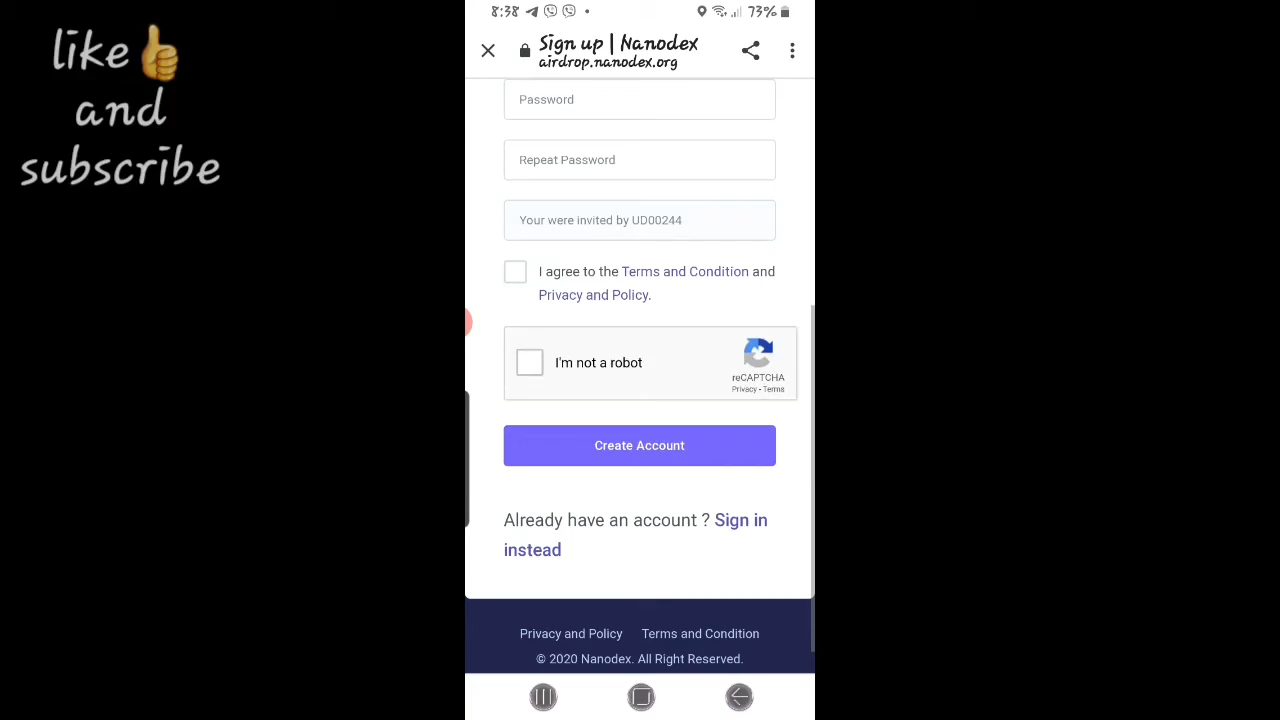 like👍
and
subscribe
8:38
73%
Sign up | Nanodex
airdrop.nanodex.org
Password
Repeat Password
Your were invited by UD00244
I agree to the Terms and Condition and
Privacy and Policy.
I'm not a robot
reCAPTCHA
Privacy - Terms
Create Account
Already have an account ? Sign in
instead
Privacy and Policy Terms and Condition
© 2020 Nanodex. All Right Reserved.